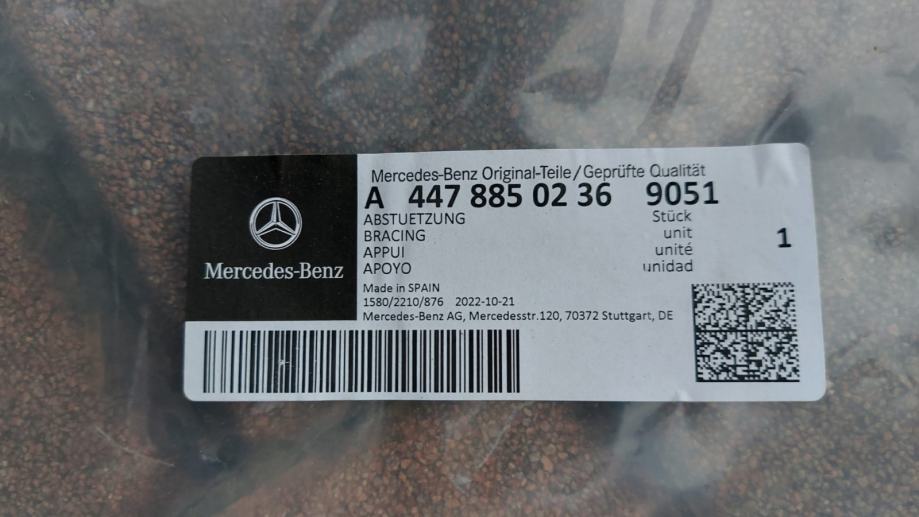 Mercedes-Benz
Mercedes-Benz Original-Teile/Geprüfte Qualität
A 447 885 02 36 9051
ABSTUETZUNG Stück
BRACING unit
APPUI unité
APOYO unidad
1
Made in SPAIN
1580/2210/876 2022-10-21
Mercedes-Benz AG, Mercedesstr.120, 70372 Stuttgart, DE